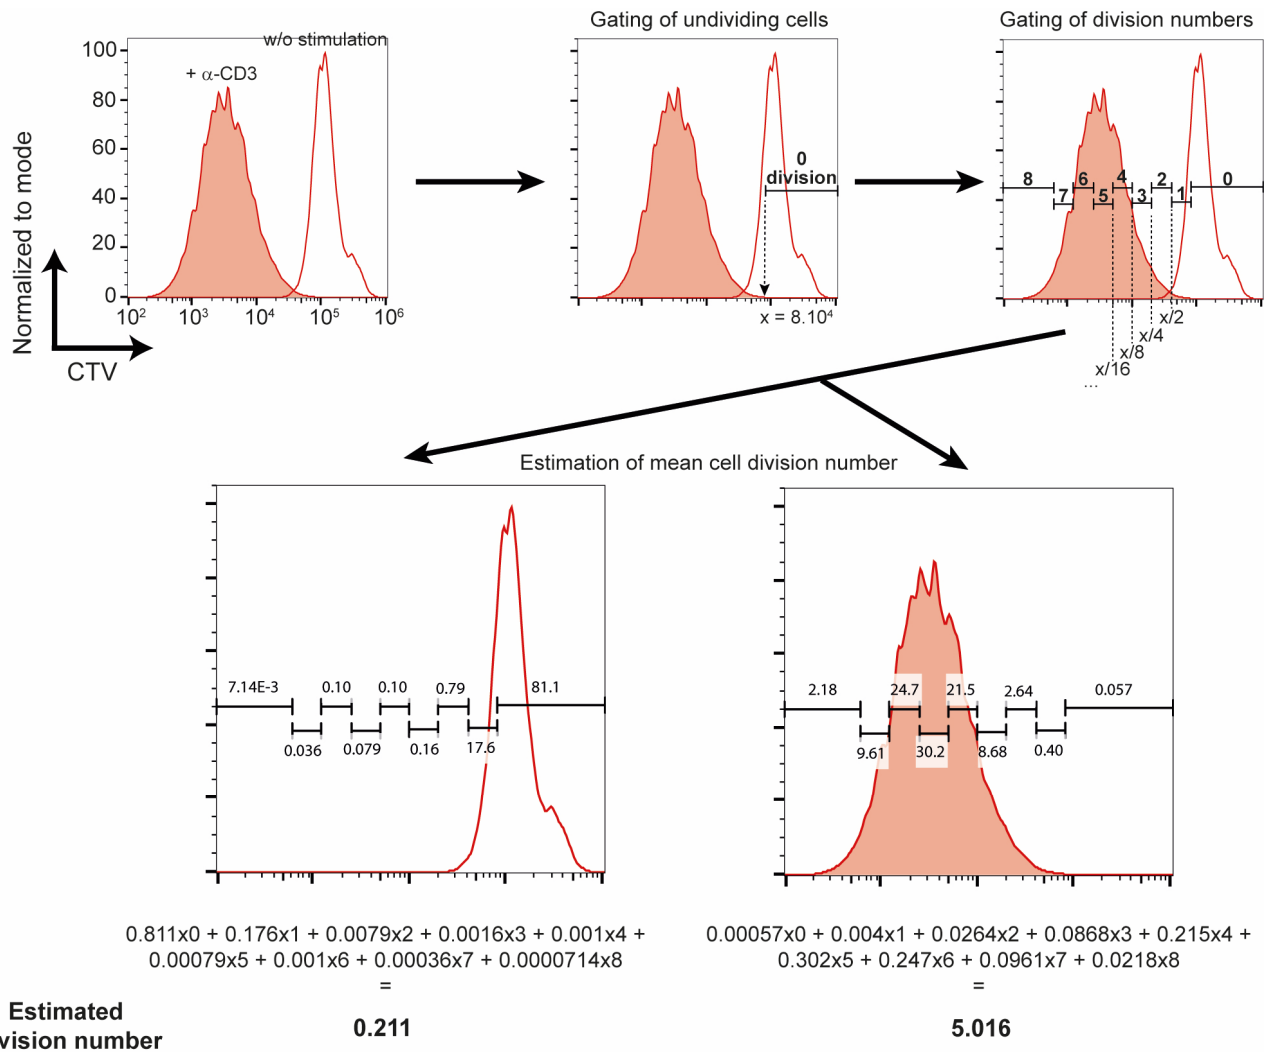 Gating of undividing cells
Gating of division numbers
w/o stimulation
+ α-CD3
100
80
60
40
20
0
10² 10³ 10⁴ 10⁵ 10⁶
Normalized to mode
CTV
0
division
x = 8.10⁴
8 7 6 5 4 3 2 1 0
x/2
x/4
x/8
x/16
...
Estimation of mean cell division number
7.14E-3 0.036 0.10 0.079 0.10 0.16 0.79 17.6 81.1
2.18 9.61 24.7 30.2 21.5 8.68 2.64 0.40 0.057
0.811x0 + 0.176x1 + 0.0079x2 + 0.0016x3 + 0.001x4 +
0.00079x5 + 0.001x6 + 0.00036x7 + 0.0000714x8
=
0.00057x0 + 0.004x1 + 0.0264x2 + 0.0868x3 + 0.215x4 +
0.302x5 + 0.247x6 + 0.0961x7 + 0.0218x8
=
Estimated
vision number
0.211
5.016